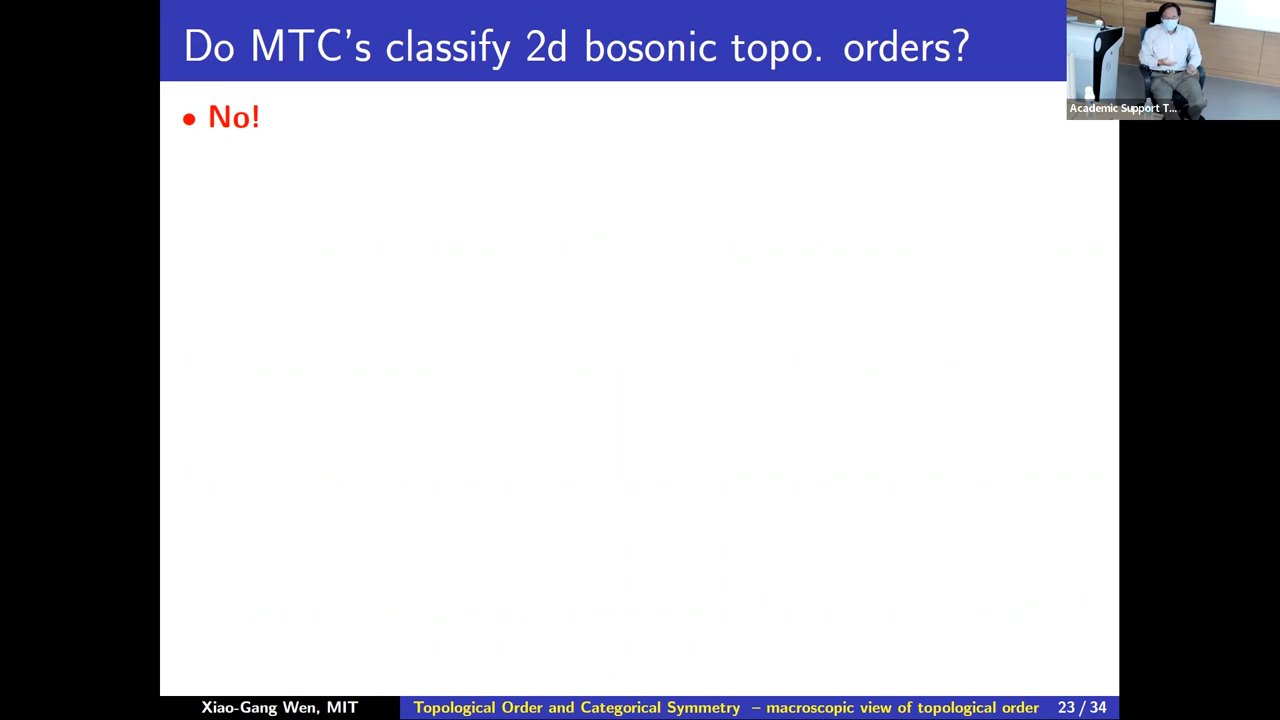 Do MTC's classify 2d bosonic topo. orders?
• No!
Academic Support T...
Xiao-Gang Wen, MIT
Topological Order and Categorical Symmetry – macroscopic view of topological order
23 / 34